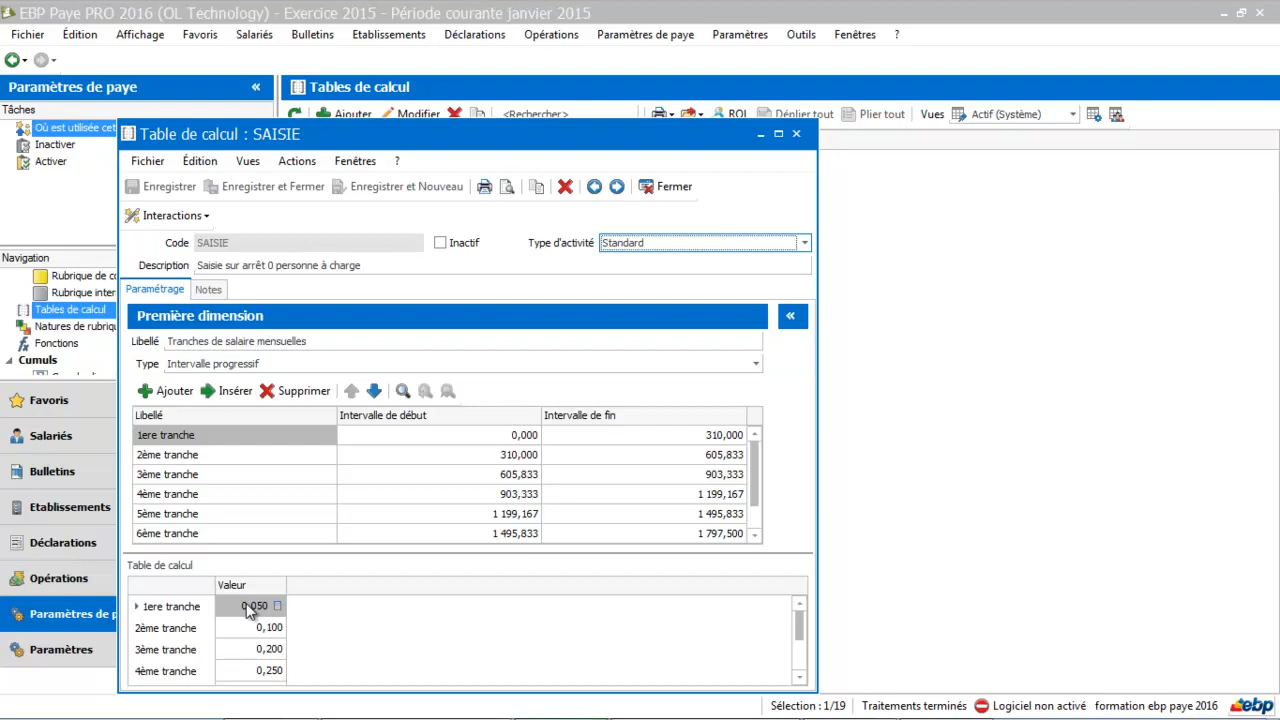 EBP Paye PRO 2016 (OL Technology) - Exercice 2015 - Période courante janvier 2015
Fichier Édition Affichage Favoris Salariés Bulletins Etablissements Déclarations Opérations Paramètres de paye Paramètres Outils Fenêtres ?
Paramètres de paye «
Tables de calcul
Tâches
Ajouter Modifier <Rechercher> ROI Déplier tout Plier tout Vues Actif (Système)
Où est utilisée cet
Inactiver
Activer
Table de calcul : SAISIE
Fichier Édition Vues Actions Fenêtres ?
Enregistrer Enregistrer et Fermer Enregistrer et Nouveau Fermer
Interactions
Code SAISIE Inactif Type d'activité Standard
Description Saisie sur arrêt 0 personne à charge
Navigation
Rubrique de co
Rubrique inter
Tables de calcul
Natures de rubriq
Fonctions
Cumuls
Favoris
Salariés
Bulletins
Etablissements
Déclarations
Opérations
Paramètres de p
Paramètres
Paramétrage Notes
Première dimension «
Libellé Tranches de salaire mensuelles
Type Intervalle progressif
Ajouter Insérer Supprimer
Libellé Intervalle de début Intervalle de fin
1ere tranche 0,000 310,000
2ème tranche 310,000 605,833
3ème tranche 605,833 903,333
4ème tranche 903,333 1 199,167
5ème tranche 1 199,167 1 495,833
6ème tranche 1 495,833 1 797,500
Table de calcul
Valeur
1ere tranche 0,050
2ème tranche 0,100
3ème tranche 0,200
4ème tranche 0,250
Sélection : 1/19 Traitements terminés Logiciel non activé formation ebp paye 2016 ebp